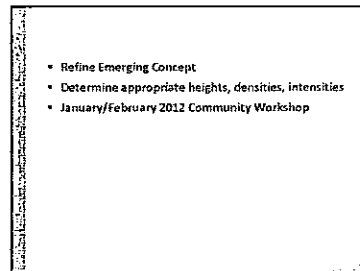 • Refine Emerging Concept
• Determine appropriate heights, densities, intensities
• January/February 2012 Community Workshop